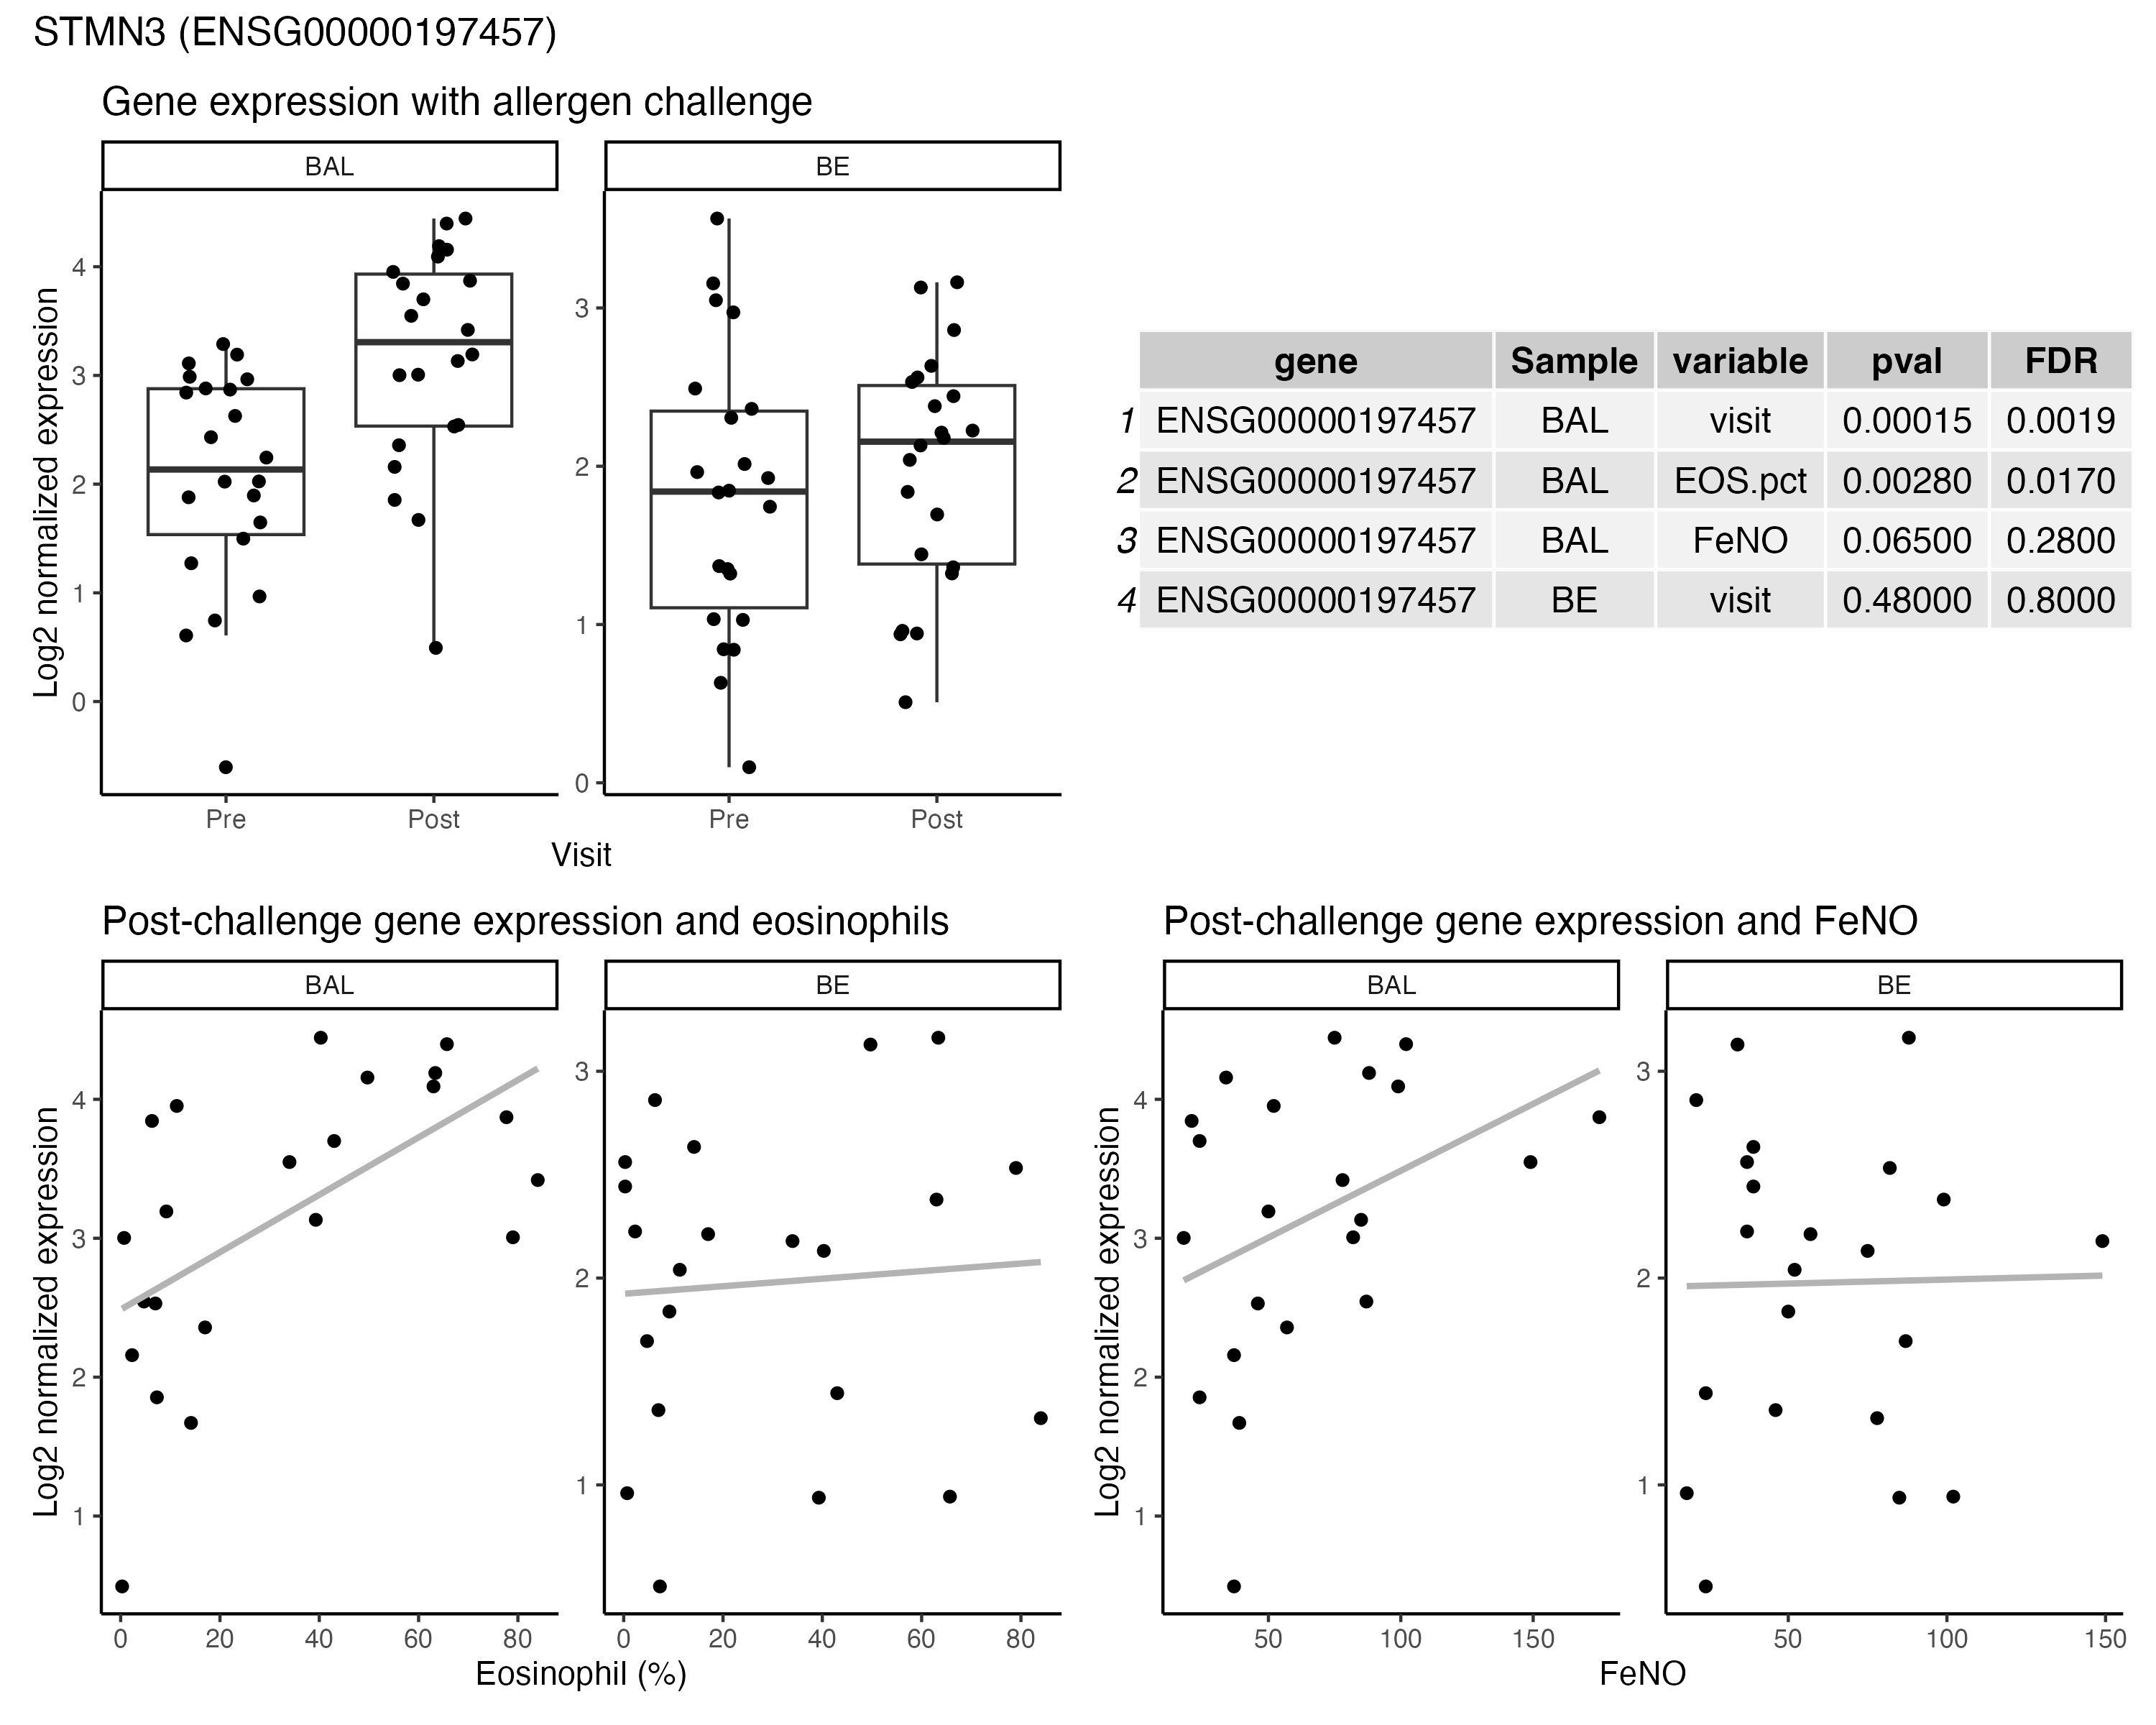 STMN3 (ENSG00000197457)
Gene expression with allergen challenge
BAL
BE
Log2 normalized expression
4
3
2
1
0
3
2
1
0
Pre
Post
Pre
Post
Visit
gene Sample variable pval FDR
1 ENSG00000197457 BAL visit 0.00015 0.0019
2 ENSG00000197457 BAL EOS.pct 0.00280 0.0170
3 ENSG00000197457 BAL FeNO 0.06500 0.2800
4 ENSG00000197457 BE visit 0.48000 0.8000
Post-challenge gene expression and eosinophils
BAL
BE
Log2 normalized expression
4
3
2
1
3
2
1
0 20 40 60 80
0 20 40 60 80
Eosinophil (%)
Post-challenge gene expression and FeNO
BAL
BE
Log2 normalized expression
4
3
2
1
3
2
1
50 100 150
50 100 150
FeNO